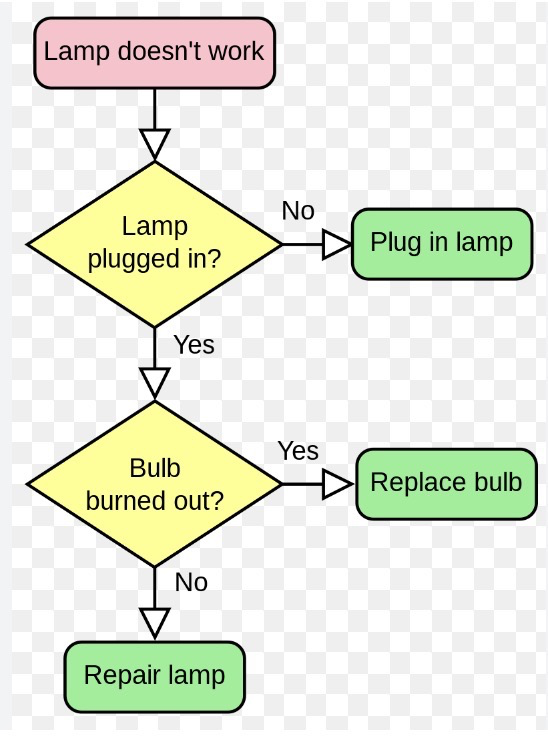 Lamp doesn't work
Lamp
plugged in?
No
Plug in lamp
Yes
Bulb
burned out?
Yes
Replace bulb
No
Repair lamp